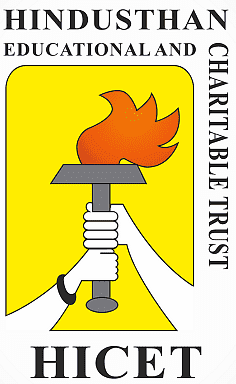 HINDUSTHAN
EDUCATIONAL AND
CHARITABLE TRUST
HICET